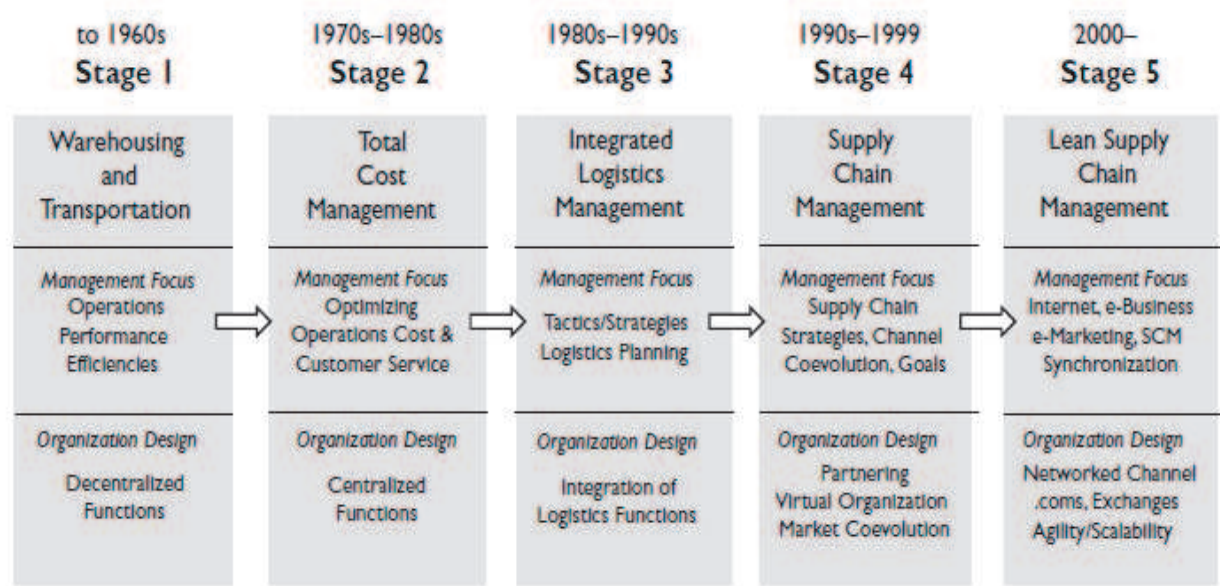 to 1960s
Stage 1
Warehousing
and
Transportation
Management Focus
Operations
Performance
Efficiencies
Organization Design
Decentralized
Functions
1970s–1980s
Stage 2
Total
Cost
Management
Management Focus
Optimizing
Operations Cost &
Customer Service
Organization Design
Centralized
Functions
1980s–1990s
Stage 3
Integrated
Logistics
Management
Management Focus
Tactics/Strategies
Logistics Planning
Organization Design
Integration of
Logistics Functions
1990s–1999
Stage 4
Supply
Chain
Management
Management Focus
Supply Chain
Strategies, Channel
Coevolution, Goals
Organization Design
Partnering
Virtual Organization
Market Coevolution
2000–
Stage 5
Lean Supply
Chain
Management
Management Focus
Internet, e-Business
e-Marketing, SCM
Synchronization
Organization Design
Networked Channel
.coms, Exchanges
Agility/Scalability